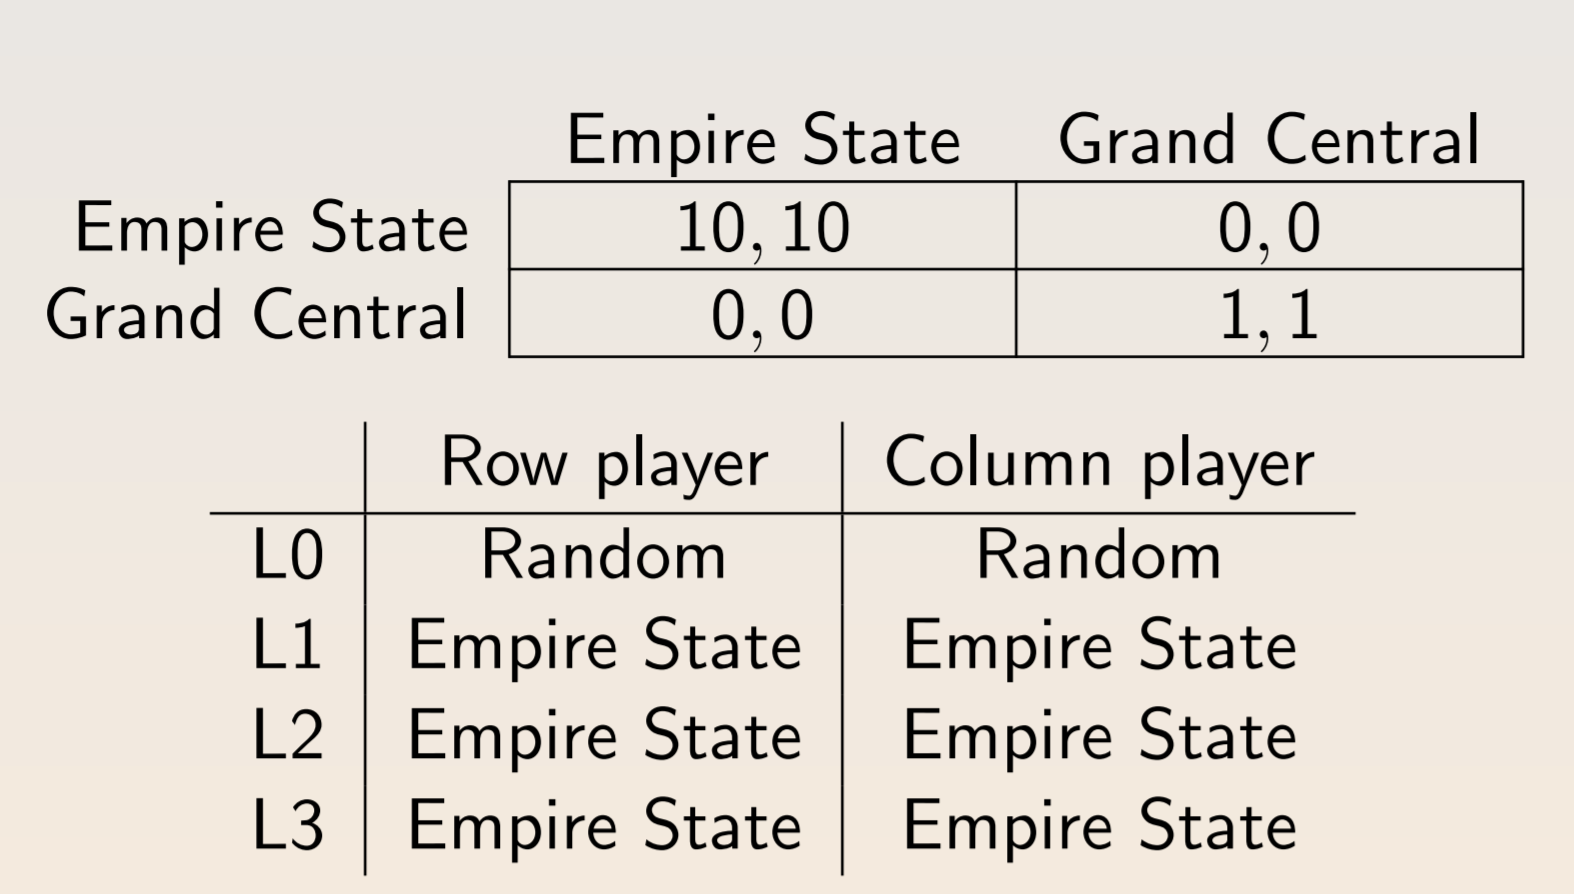 Empire State Grand Central
Empire State 10, 10 0, 0
Grand Central 0, 0 1, 1
Row player Column player
L0 Random Random
L1 Empire State Empire State
L2 Empire State Empire State
L3 Empire State Empire State